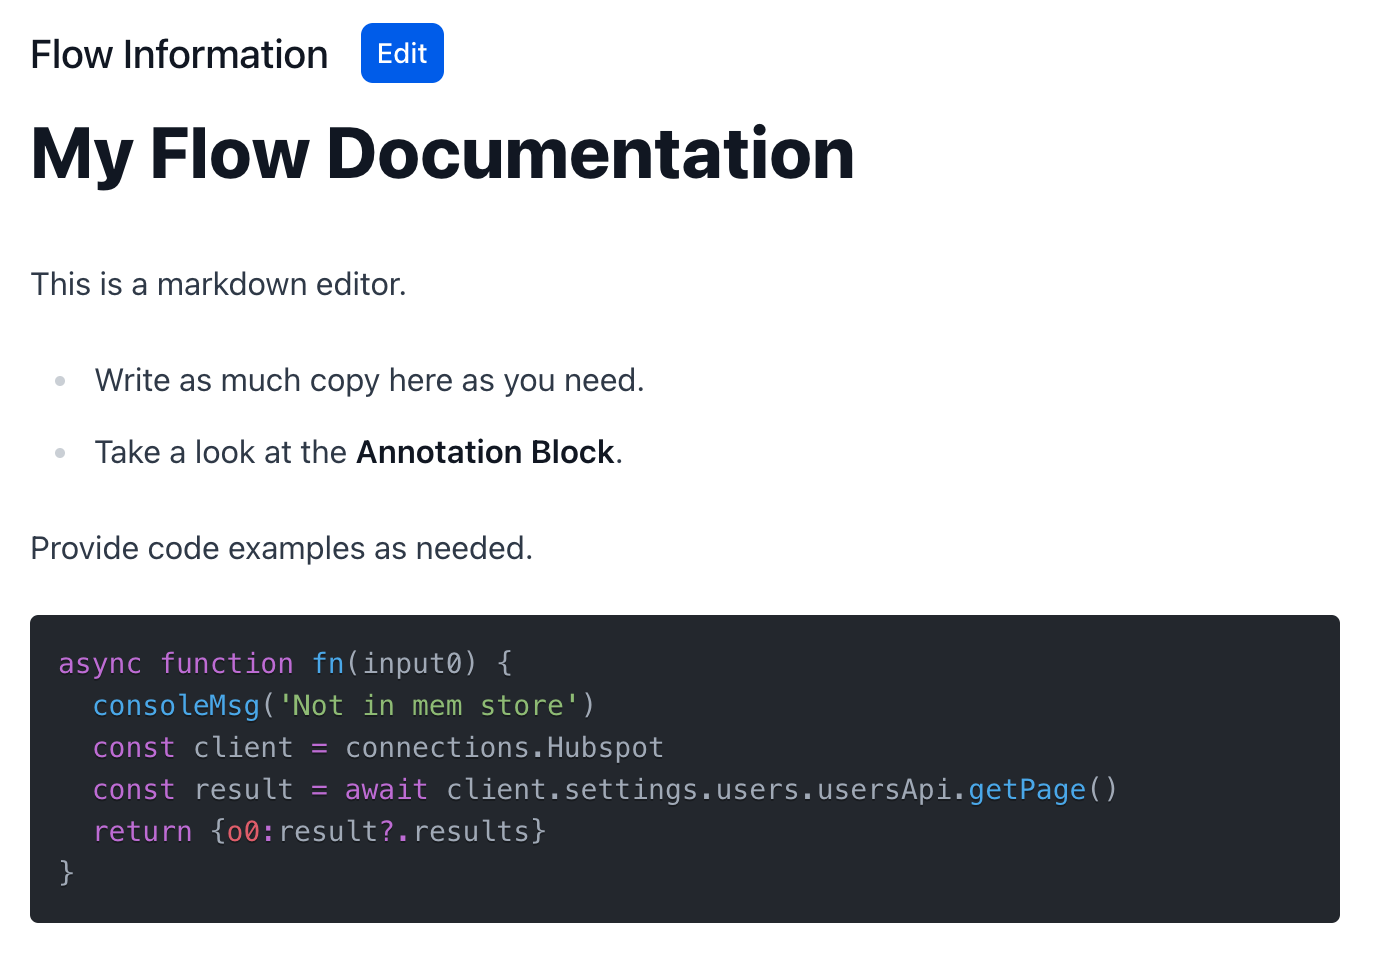 Flow Information Edit
My Flow Documentation
This is a markdown editor.
Write as much copy here as you need.
Take a look at the Annotation Block.
Provide code examples as needed.
async function fn(input0) {
  consoleMsg('Not in mem store')
  const client = connections.Hubspot
  const result = await client.settings.users.usersApi.getPage()
  return {o0:result?.results}
}